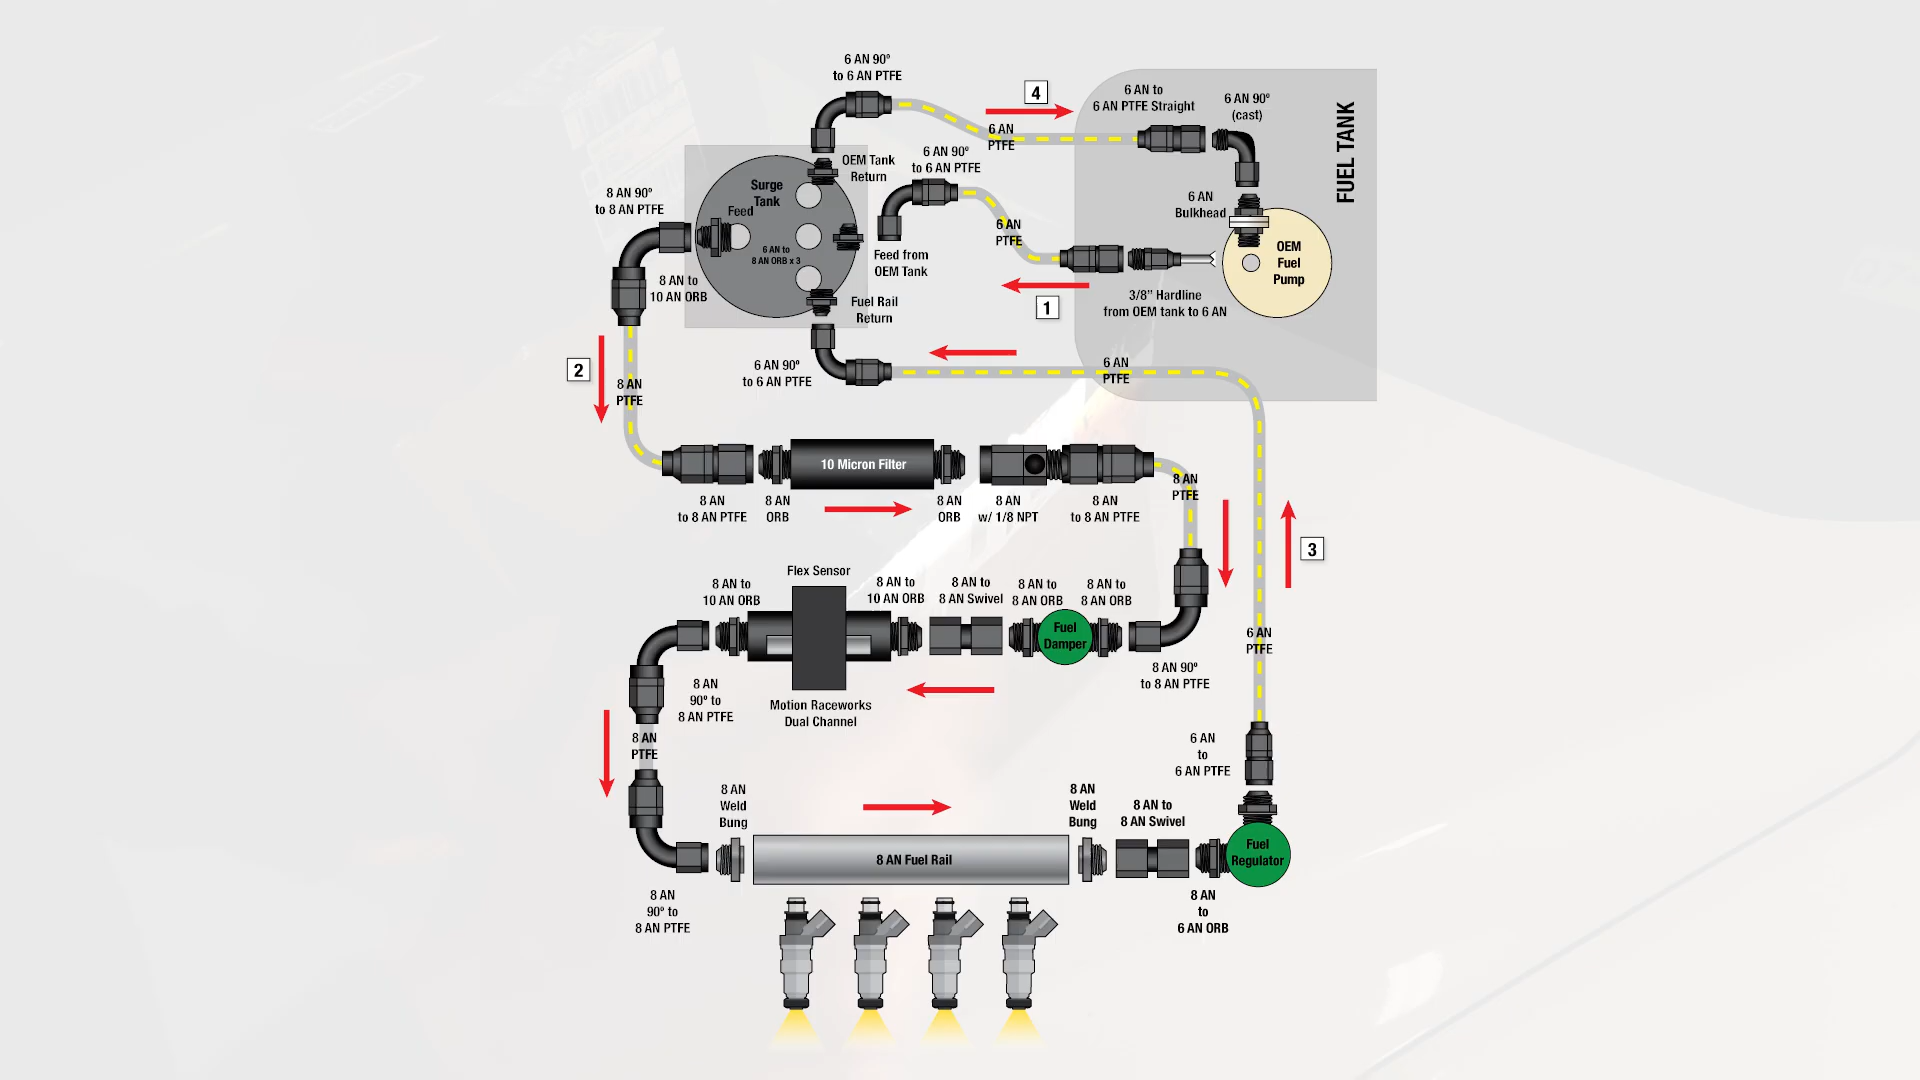 6 AN 90º
to 6 AN PTFE
4
6 AN to
6 AN PTFE Straight
6 AN 90º
(cast)
FUEL TANK
6 AN
PTFE
6 AN 90º
to 6 AN PTFE
OEM Tank
Return
8 AN 90º
to 8 AN PTFE
Surge
Tank
Feed
6 AN
Bulkhead
6 AN
PTFE
6 AN to
8 AN ORB x 3
Feed from
OEM Tank
OEM
Fuel
Pump
8 AN to
10 AN ORB
Fuel Rail
Return
1
3/8” Hardline
from OEM tank to 6 AN
2
8 AN
PTFE
6 AN 90º
to 6 AN PTFE
6 AN
PTFE
10 Micron Filter
8 AN
PTFE
8 AN
to 8 AN PTFE
8 AN
ORB
8 AN
ORB
8 AN
w/ 1/8 NPT
8 AN
to 8 AN PTFE
3
Flex Sensor
8 AN to
10 AN ORB
8 AN to
10 AN ORB
8 AN to
8 AN Swivel
8 AN to
8 AN ORB
8 AN to
8 AN ORB
Fuel
Damper
6 AN
PTFE
8 AN 90º
to 8 AN PTFE
8 AN
90º to
8 AN PTFE
Motion Raceworks
Dual Channel
8 AN
PTFE
6 AN
to
6 AN PTFE
8 AN
Weld
Bung
8 AN
Weld
Bung
8 AN to
8 AN Swivel
8 AN Fuel Rail
Fuel
Regulator
8 AN
90º to
8 AN PTFE
8 AN
to
6 AN ORB